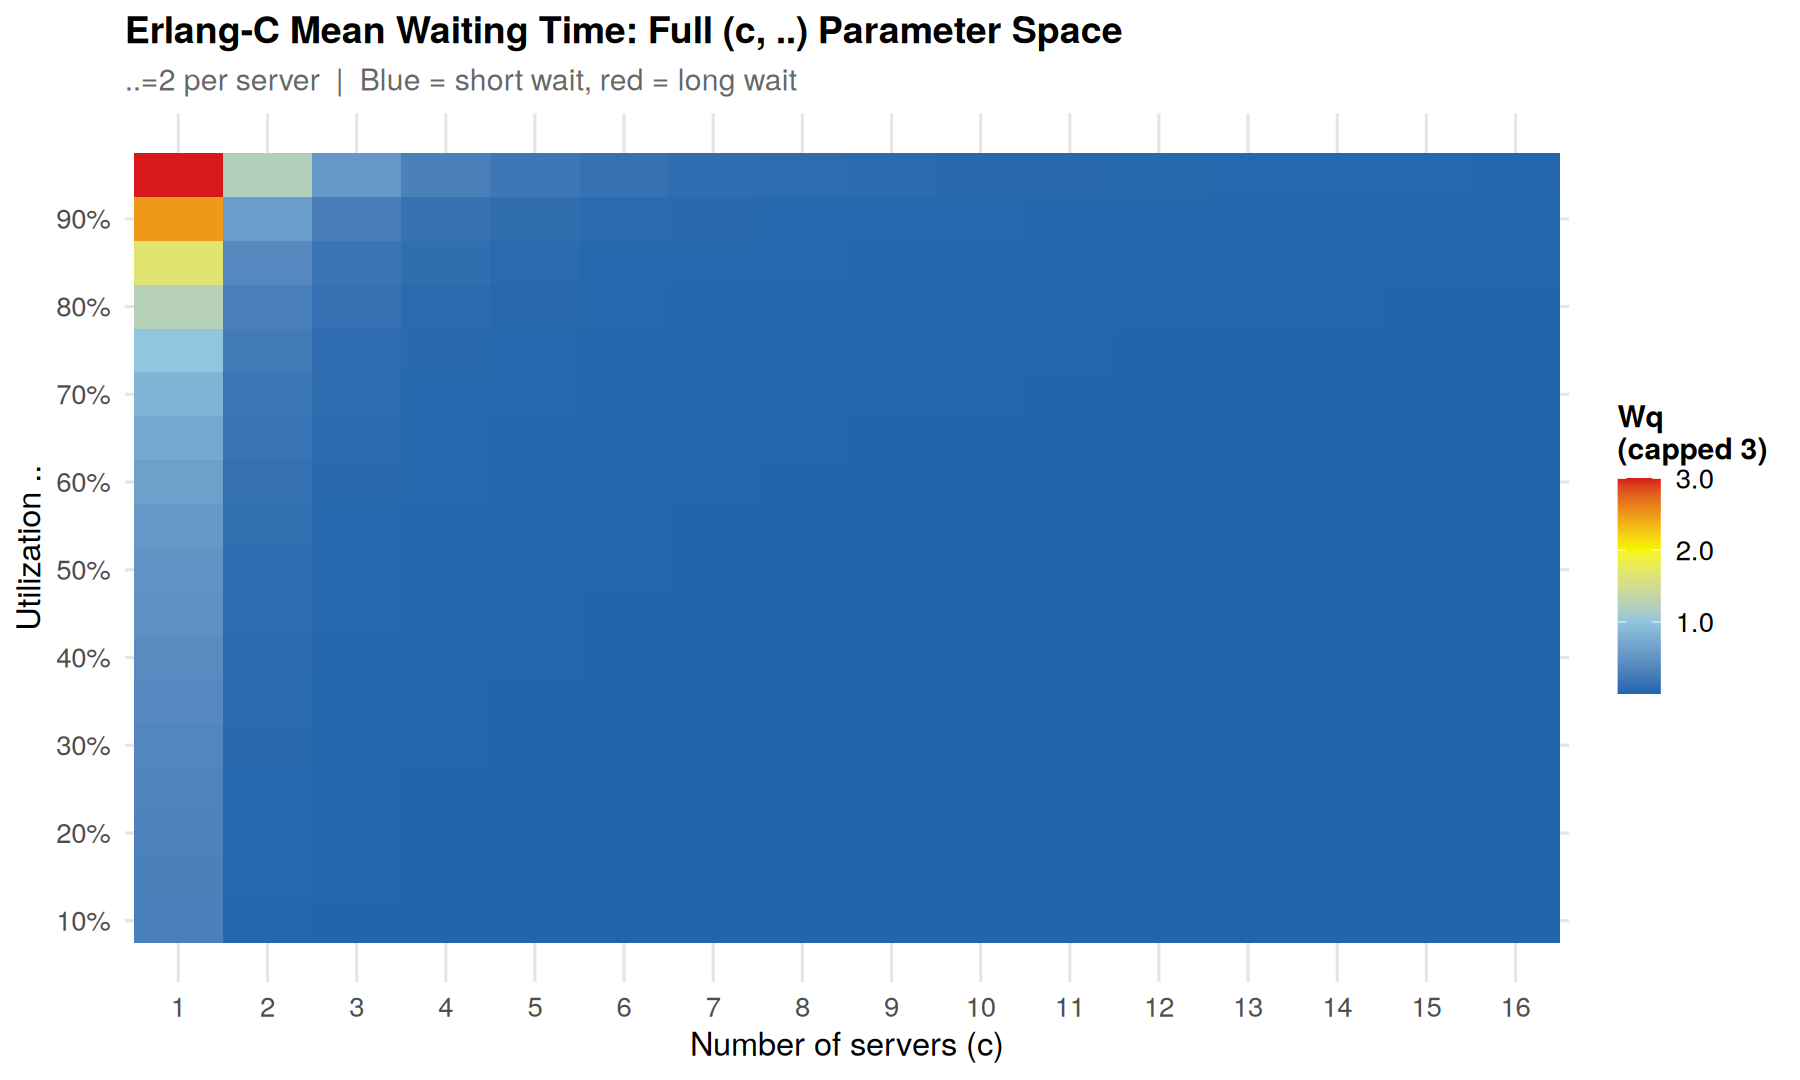 Erlang-C Mean Waiting Time: Full (c, ..) Parameter Space
..=2 per server | Blue = short wait, red = long wait
Utilization ..
90%
80%
70%
60%
50%
40%
30%
20%
10%
1 2 3 4 5 6 7 8 9 10 11 12 13 14 15 16
Number of servers (c)
Wq
(capped 3)
3.0
2.0
1.0